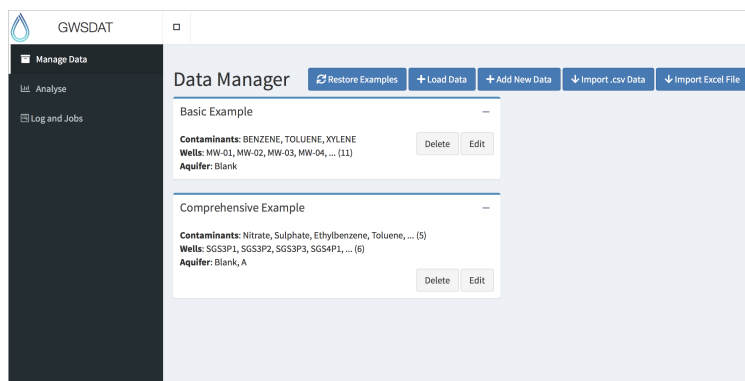 GWSDAT
Manage Data
Analyse
Log and Jobs
Data Manager
Restore Examples
Load Data
Add New Data
Import .csv Data
Import Excel File
Basic Example
Contaminants: BENZENE, TOLUENE, XYLENE
Wells: MW-01, MW-02, MW-03, MW-04, ... (11)
Aquifer: Blank
Delete
Edit
Comprehensive Example
Contaminants: Nitrate, Sulphate, Ethylbenzene, Toluene, ... (5)
Wells: SGS3P1, SGS3P2, SGS3P3, SGS4P1, ... (6)
Aquifer: Blank, A
Delete
Edit